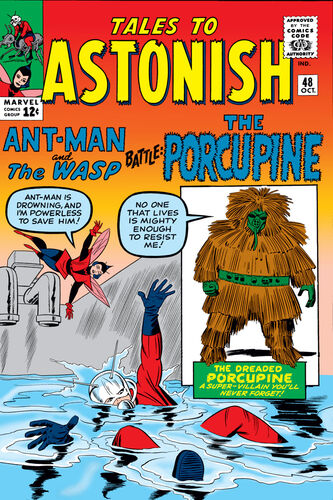 TALES TO
ASTONISH
APPROVED
BY THE
COMICS
CODE
AUTHORITY
IND.
48
OCT.
MARVEL
COMICS
GROUP
12¢
ANT-MAN
and the
The WASP
BATTLE:
THE
PORCUPINE
ANT-MAN IS
DROWNING, AND
I'M POWERLESS
TO SAVE HIM!
NO ONE
THAT LIVES
IS MIGHTY
ENOUGH TO
RESIST
ME!
THE DREADED
PORCUPINE
A SUPER-VILLAIN YOU'LL
NEVER FORGET!